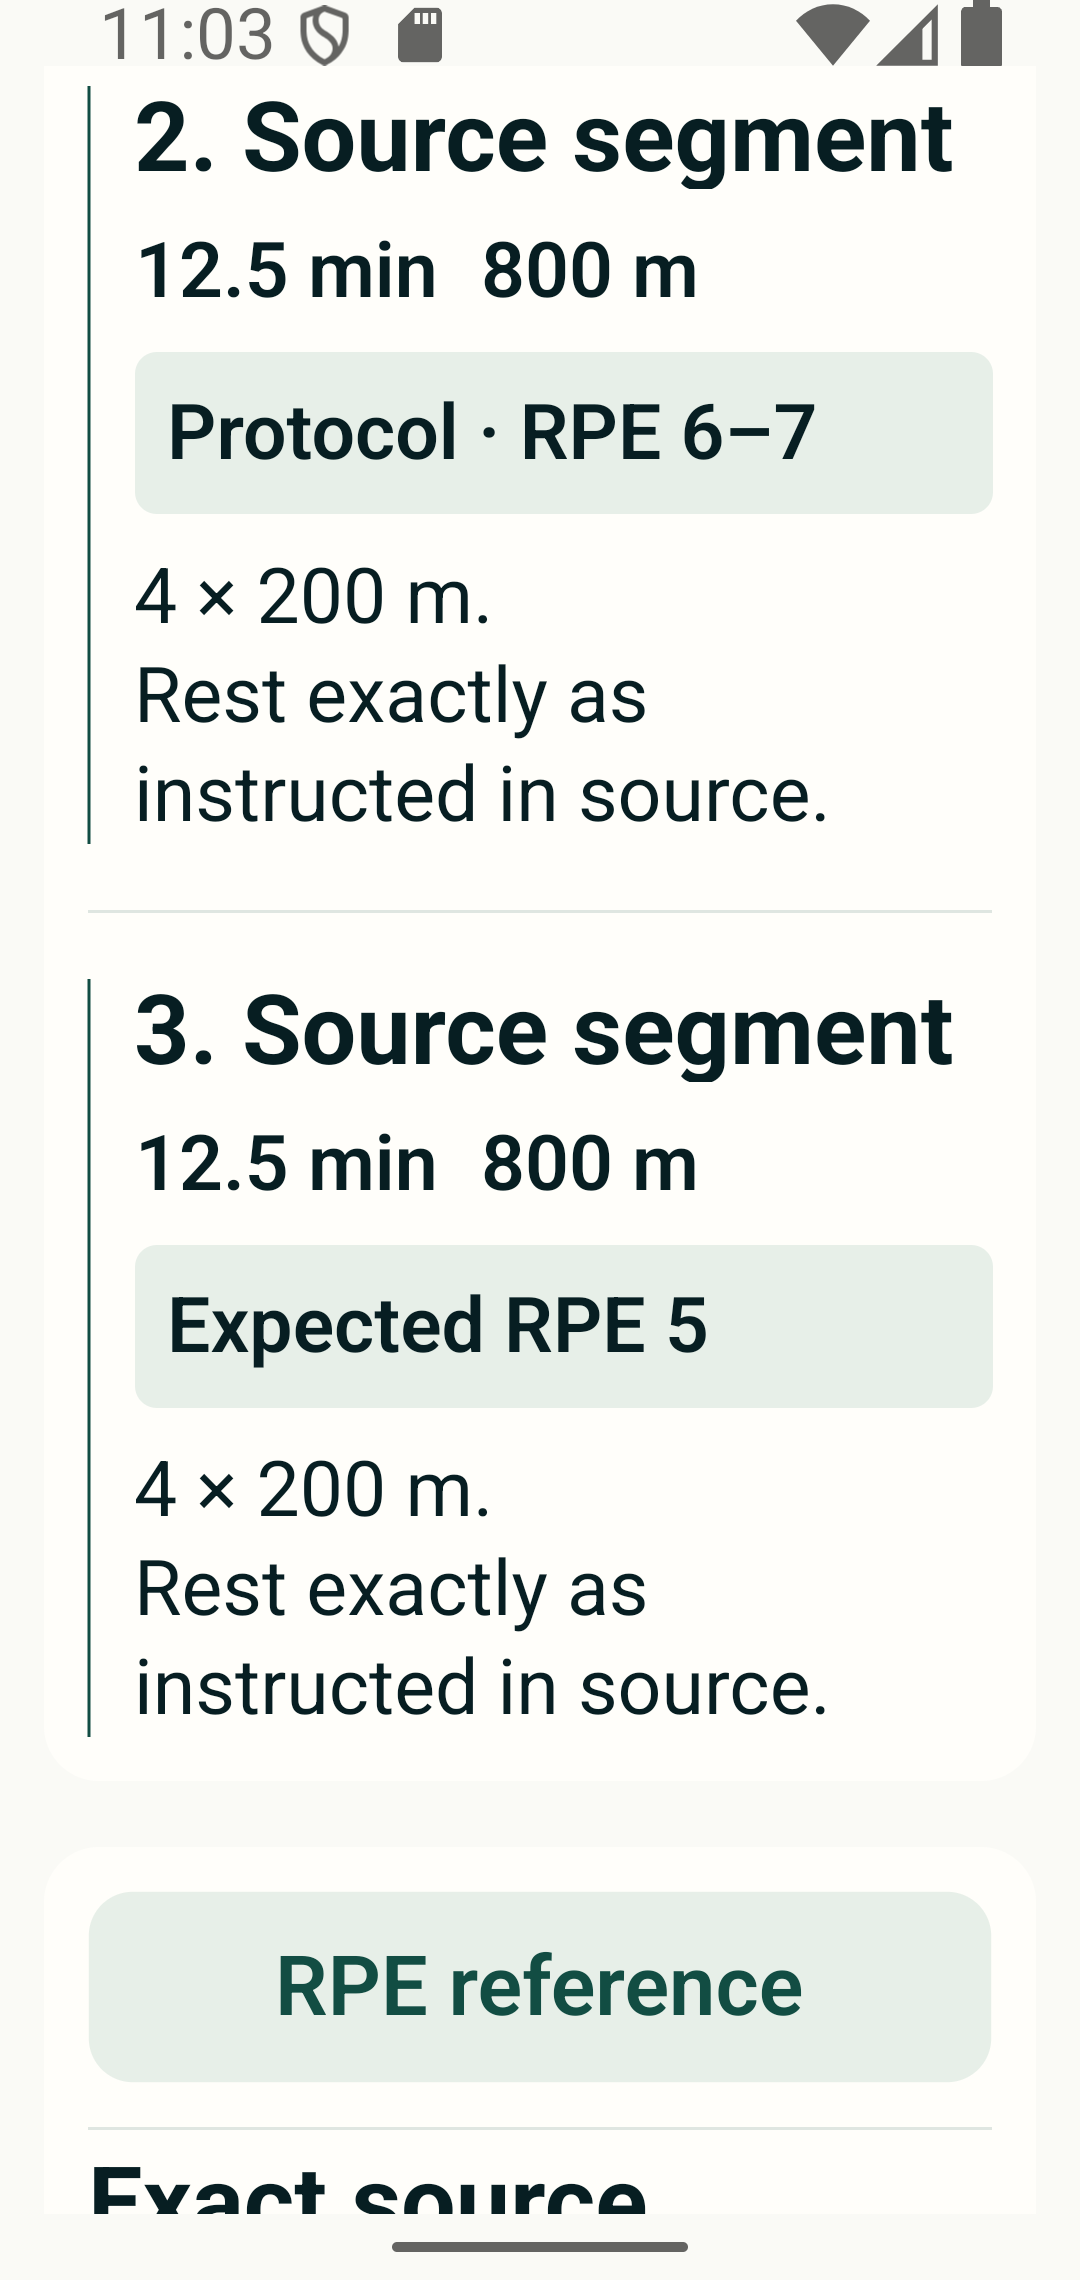 11:03
2. Source segment
12.5 min 800 m
Protocol · RPE 6–7
4 × 200 m.
Rest exactly as
instructed in source.
3. Source segment
12.5 min 800 m
Expected RPE 5
4 × 200 m.
Rest exactly as
instructed in source.
RPE reference
Exact source